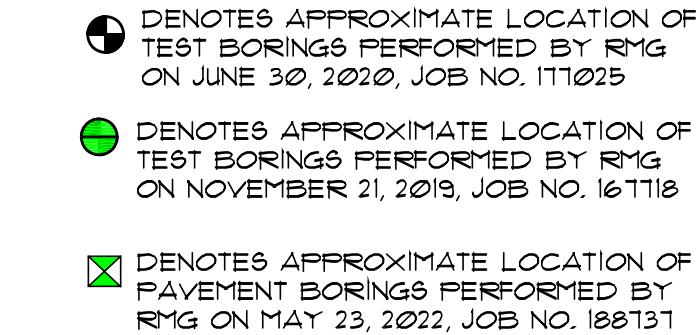 DENOTES APPROXIMATE LOCATION OF
TEST BORINGS PERFORMED BY RMG
ON JUNE 30, 2020, JOB NO. 177025
DENOTES APPROXIMATE LOCATION OF
TEST BORINGS PERFORMED BY RMG
ON NOVEMBER 21, 2019, JOB NO. 167718
DENOTES APPROXIMATE LOCATION OF
PAVEMENT BORINGS PERFORMED BY
RMG ON MAY 23, 2022, JOB NO. 188737